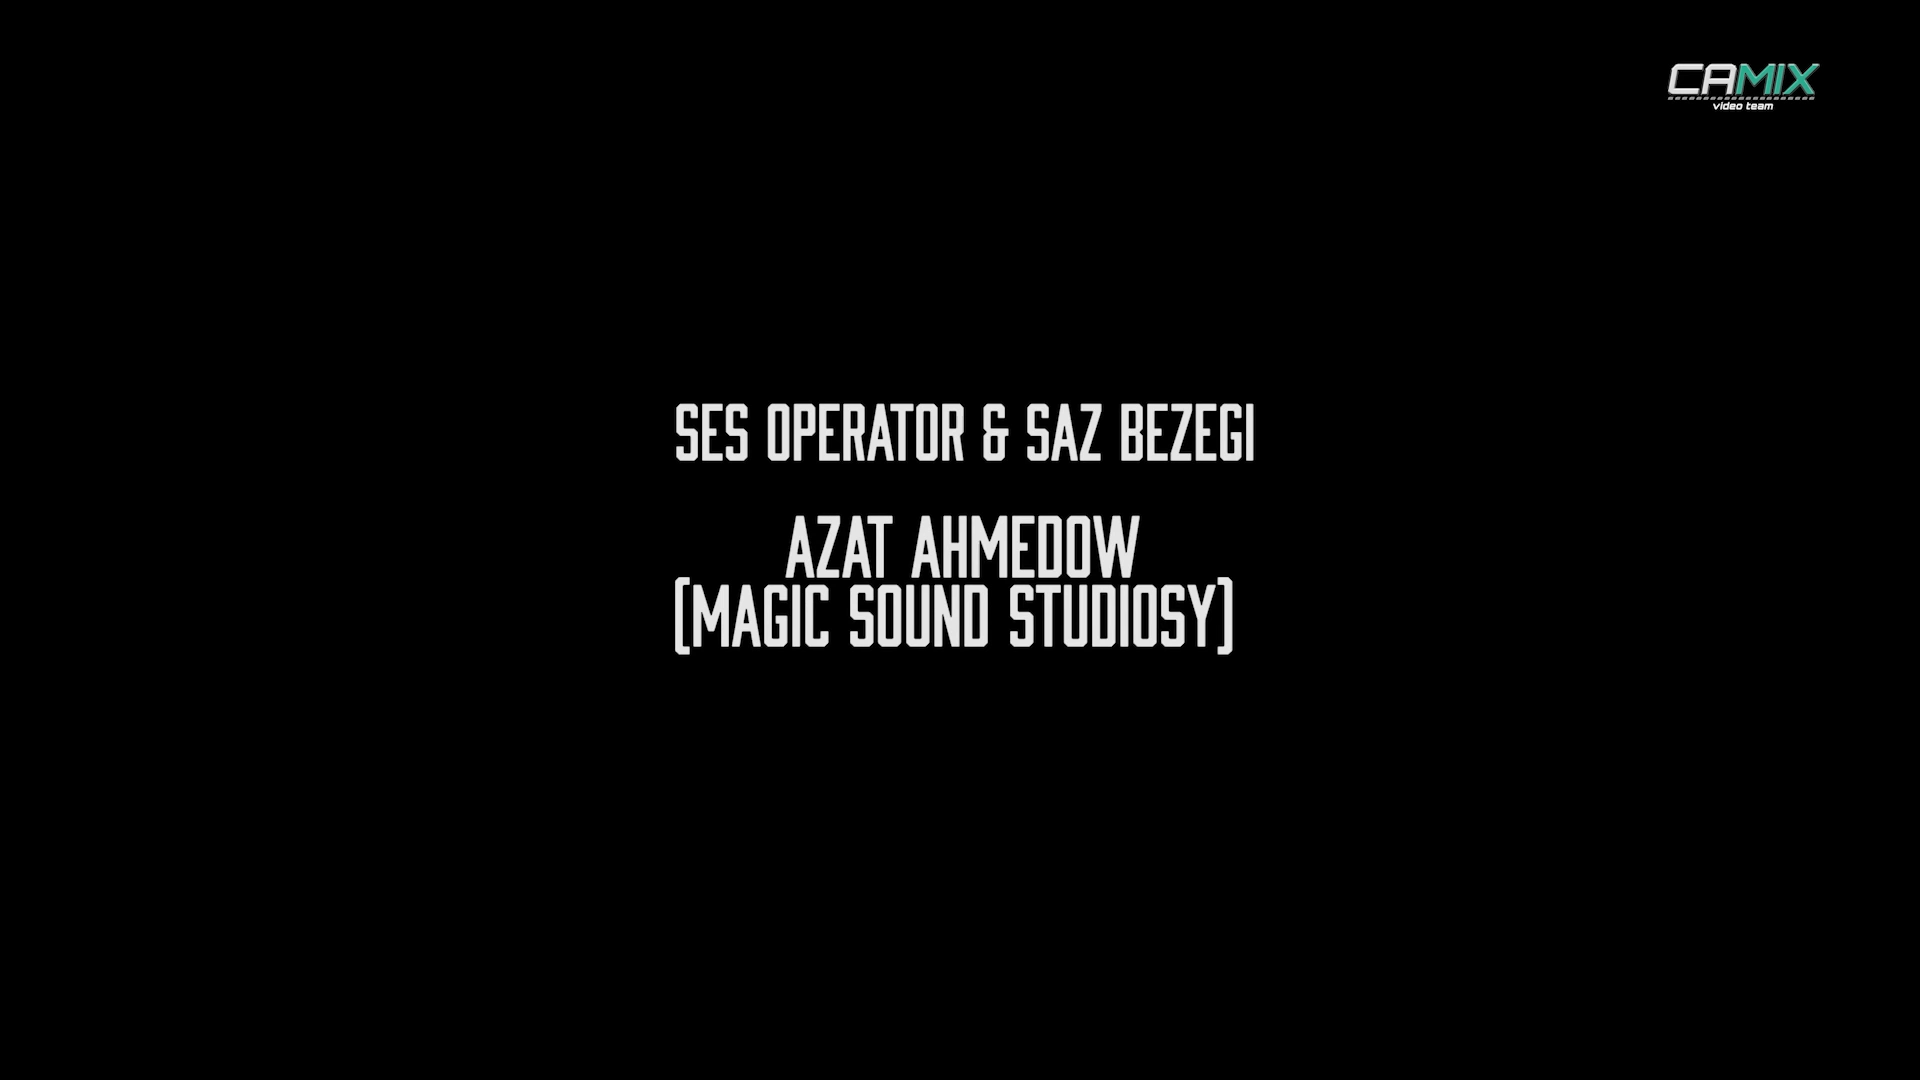 CAMIX
video team
SES OPERATOR & SAZ BEZEGI
AZAT AHMEDOW
(MAGIC SOUND STUDIOSY)